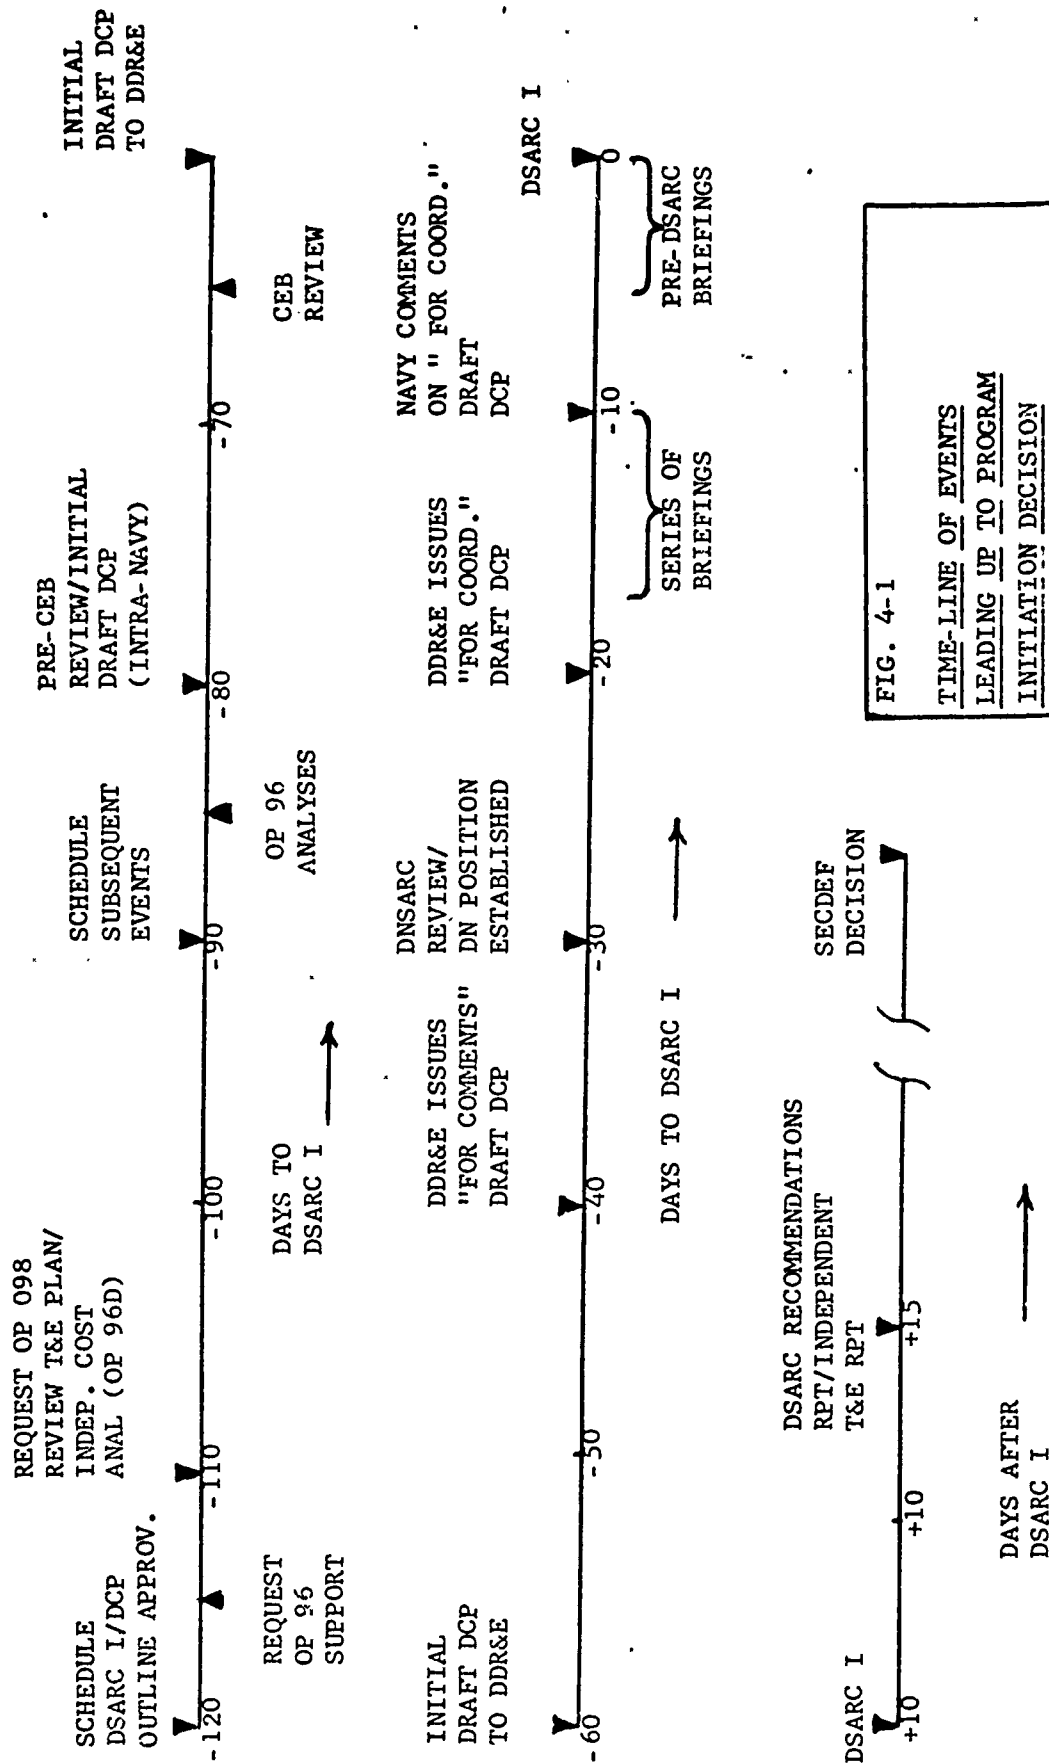 SCHEDULE
DSARC I/DCP
OUTLINE APPROV.
REQUEST OP 098
REVIEW T&E PLAN/
INDEP. COST
ANAL (OP 96D)
SCHEDULE
SUBSEQUENT
EVENTS
PRE-CEB
REVIEW/INITIAL
DRAFT DCP
(INTRA-NAVY)
INITIAL
DRAFT DCP
TO DDR&E
-120
-110
-100
-90
-80
-70
REQUEST
OP 96
SUPPORT
DAYS TO
DSARC I
OP 96
ANALYSES
CEB
REVIEW
INITIAL
DRAFT DCP
TO DDR&E
DDR&E ISSUES
"FOR COMMENTS"
DRAFT DCP
DNSARC
REVIEW/
DN POSITION
ESTABLISHED
DDR&E ISSUES
"FOR COORD."
DRAFT DCP
NAVY COMMENTS
ON " FOR COORD."
DRAFT
DCP
DSARC I
-60
-50
-40
-30
-20
-10
0
DAYS TO DSARC I
SERIES OF
BRIEFINGS
PRE-DSARC
BRIEFINGS
DSARC I
DSARC RECOMMENDATIONS
RPT/INDEPENDENT
T&E RPT
SECDEF
DECISION
+10
+10
+15
DAYS AFTER
DSARC I
FIG. 4-1
TIME-LINE OF EVENTS
LEADING UP TO PROGRAM
INITIATION DECISION